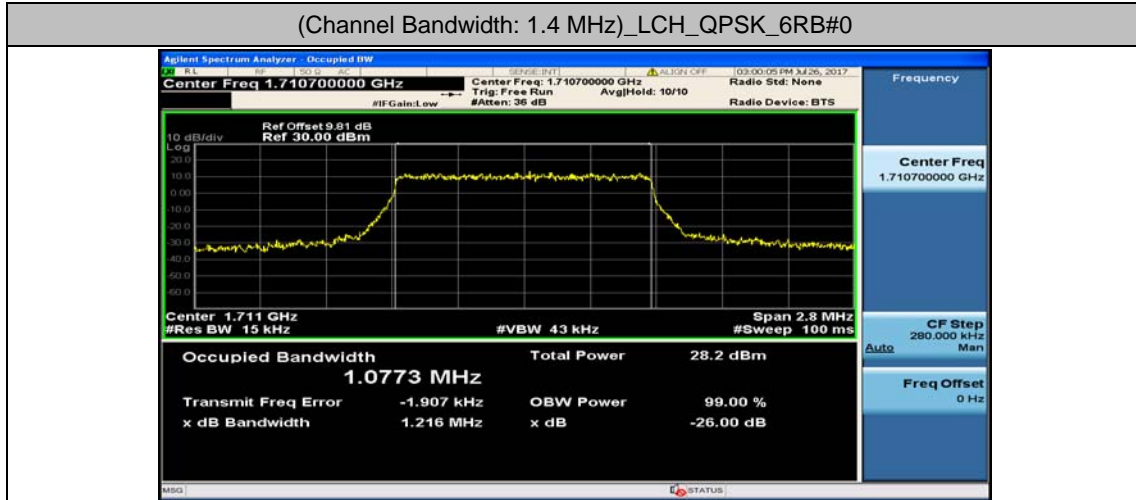 (Channel Bandwidth: 1.4 MHz)_LCH_QPSK_6RB#0
Agilent Spectrum Analyzer - Occupied BW
RL RF 50 Ω AC SENSE:INT ALIGN OFF 03:00:05 PM Jul 26, 2017
Center Freq 1.710700000 GHz
Center Freq: 1.710700000 GHz
Radio Std: None
Trig: Free Run
Avg|Hold: 10/10
#IFGain:Low
#Atten: 36 dB
Radio Device: BTS
Ref Offset 9.81 dB
10 dB/div
Ref 30.00 dBm
Log
20.0
10.0
0.00
-10.0
-20.0
-30.0
-40.0
-50.0
-60.0
Center 1.711 GHz
Span 2.8 MHz
#Res BW 15 kHz
#VBW 43 kHz
#Sweep 100 ms
Occupied Bandwidth
Total Power
28.2 dBm
1.0773 MHz
Transmit Freq Error
-1.907 kHz
OBW Power
99.00 %
x dB Bandwidth
1.216 MHz
x dB
-26.00 dB
MSG
STATUS
Frequency
Center Freq
1.710700000 GHz
CF Step
280.000 kHz
Auto Man
Freq Offset
0 Hz